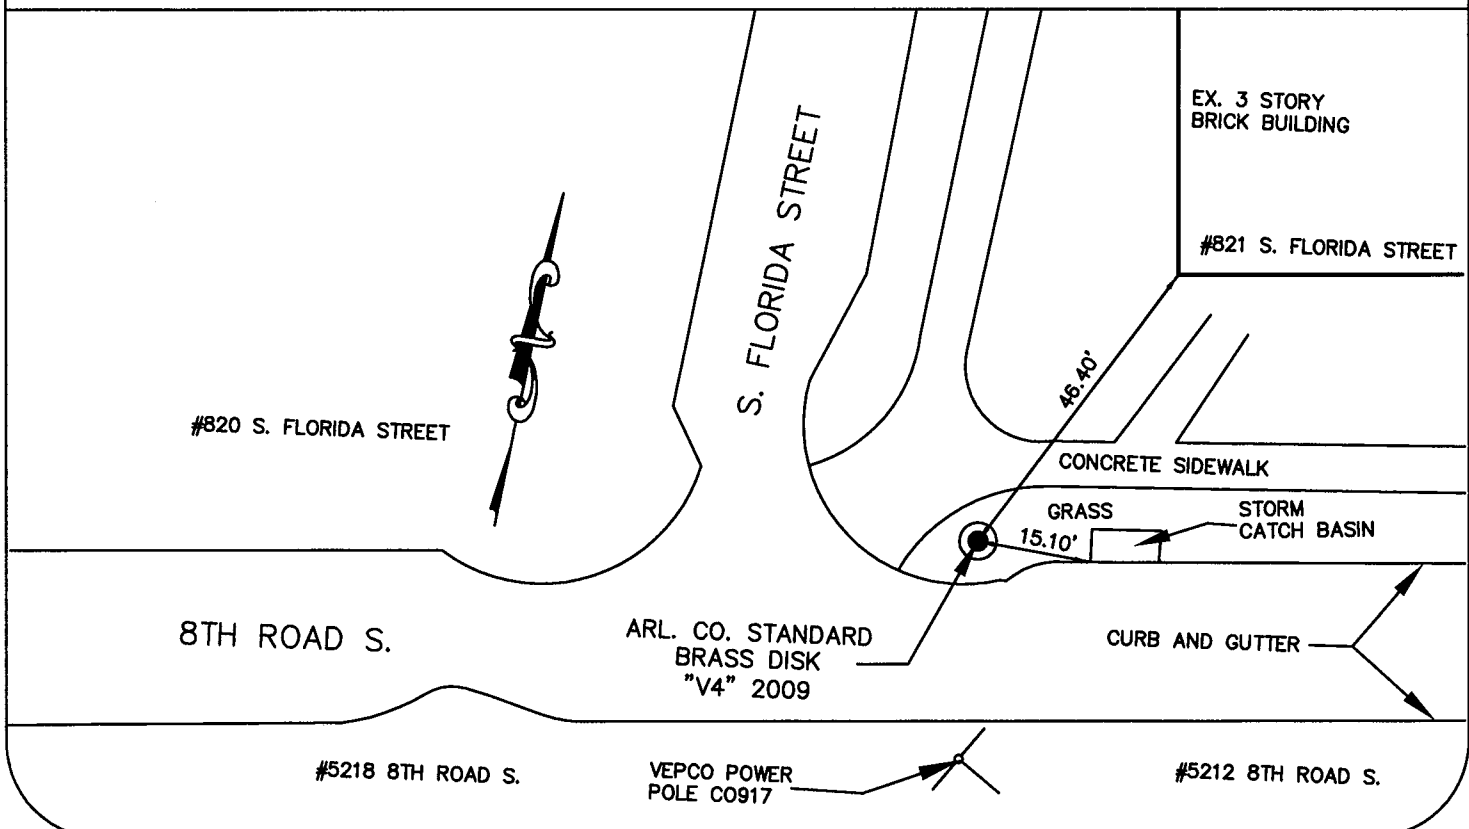 EX. 3 STORY
BRICK BUILDING
S. FLORIDA STREET
#821 S. FLORIDA STREET
46.40'
#820 S. FLORIDA STREET
CONCRETE SIDEWALK
GRASS
STORM
CATCH BASIN
15.10'
8TH ROAD S.
ARL. CO. STANDARD
BRASS DISK
"V4" 2009
CURB AND GUTTER
#5218 8TH ROAD S.
VEPCO POWER
POLE CO917
#5212 8TH ROAD S.